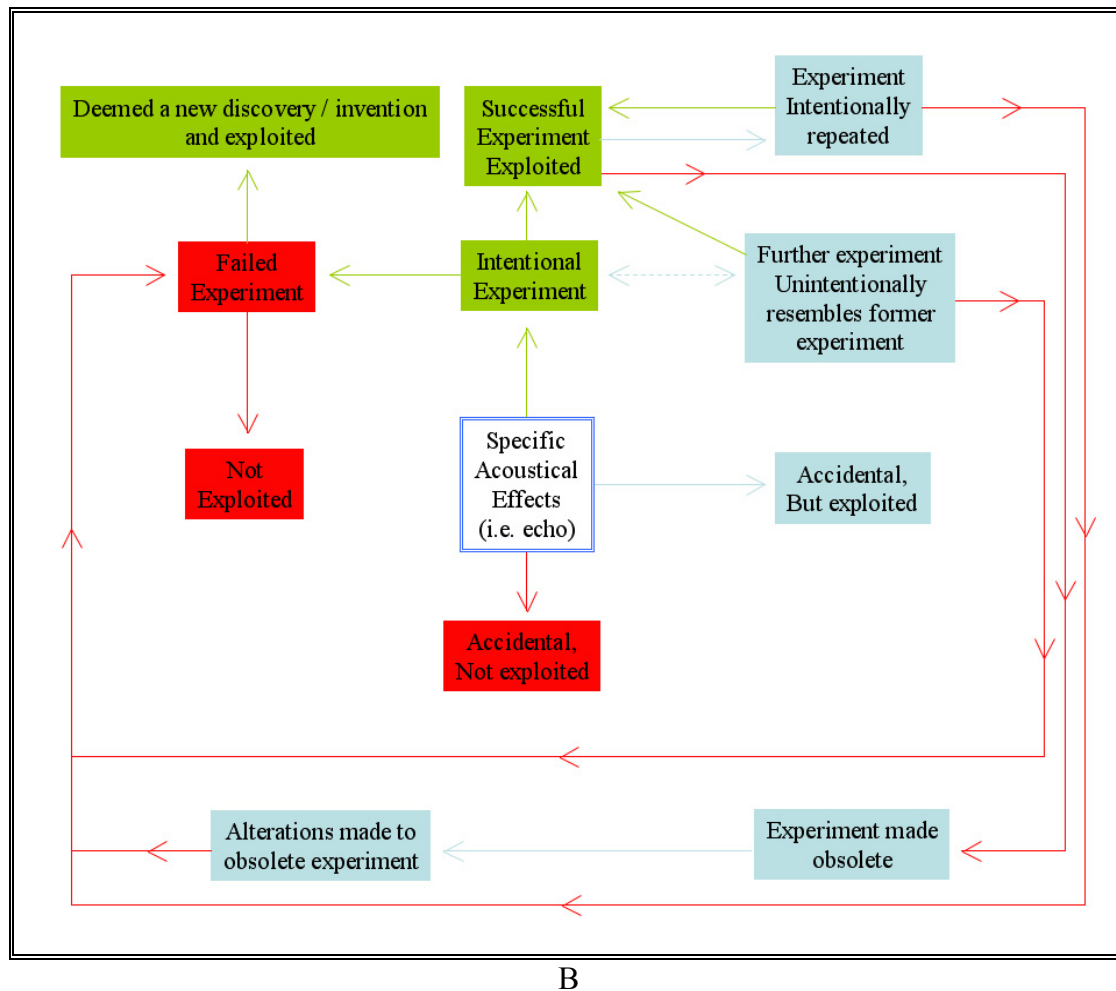 Deemed a new discovery / invention
and exploited
Successful
Experiment
Exploited
Experiment
Intentionally
repeated
Failed
Experiment
Intentional
Experiment
Further experiment
Unintentionally
resembles former
experiment
Not
Exploited
Specific
Acoustical
Effects
(i.e. echo)
Accidental,
But exploited
Accidental,
Not exploited
Alterations made to
obsolete experiment
Experiment made
obsolete
B